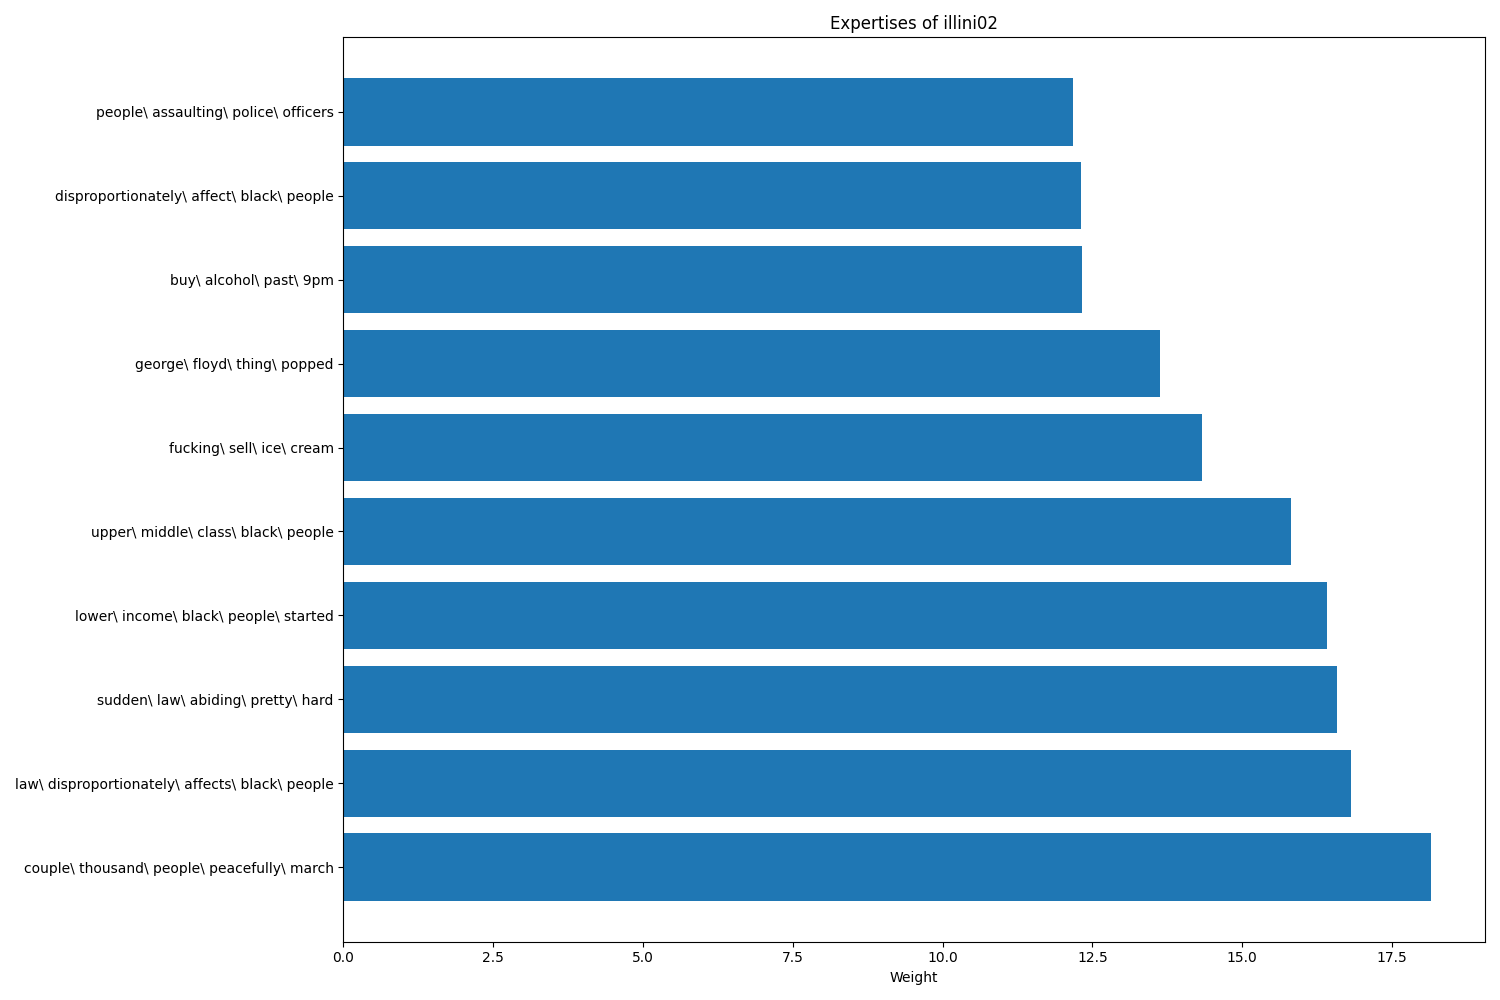 Expertises of illini02
people\ assaulting\ police\ officers
disproportionately\ affect\ black\ people
buy\ alcohol\ past\ 9pm
george\ floyd\ thing\ popped
fucking\ sell\ ice\ cream
upper\ middle\ class\ black\ people
lower\ income\ black\ people\ started
sudden\ law\ abiding\ pretty\ hard
law\ disproportionately\ affects\ black\ people
couple\ thousand\ people\ peacefully\ march
0.0 2.5 5.0 7.5 10.0 12.5 15.0 17.5
Weight